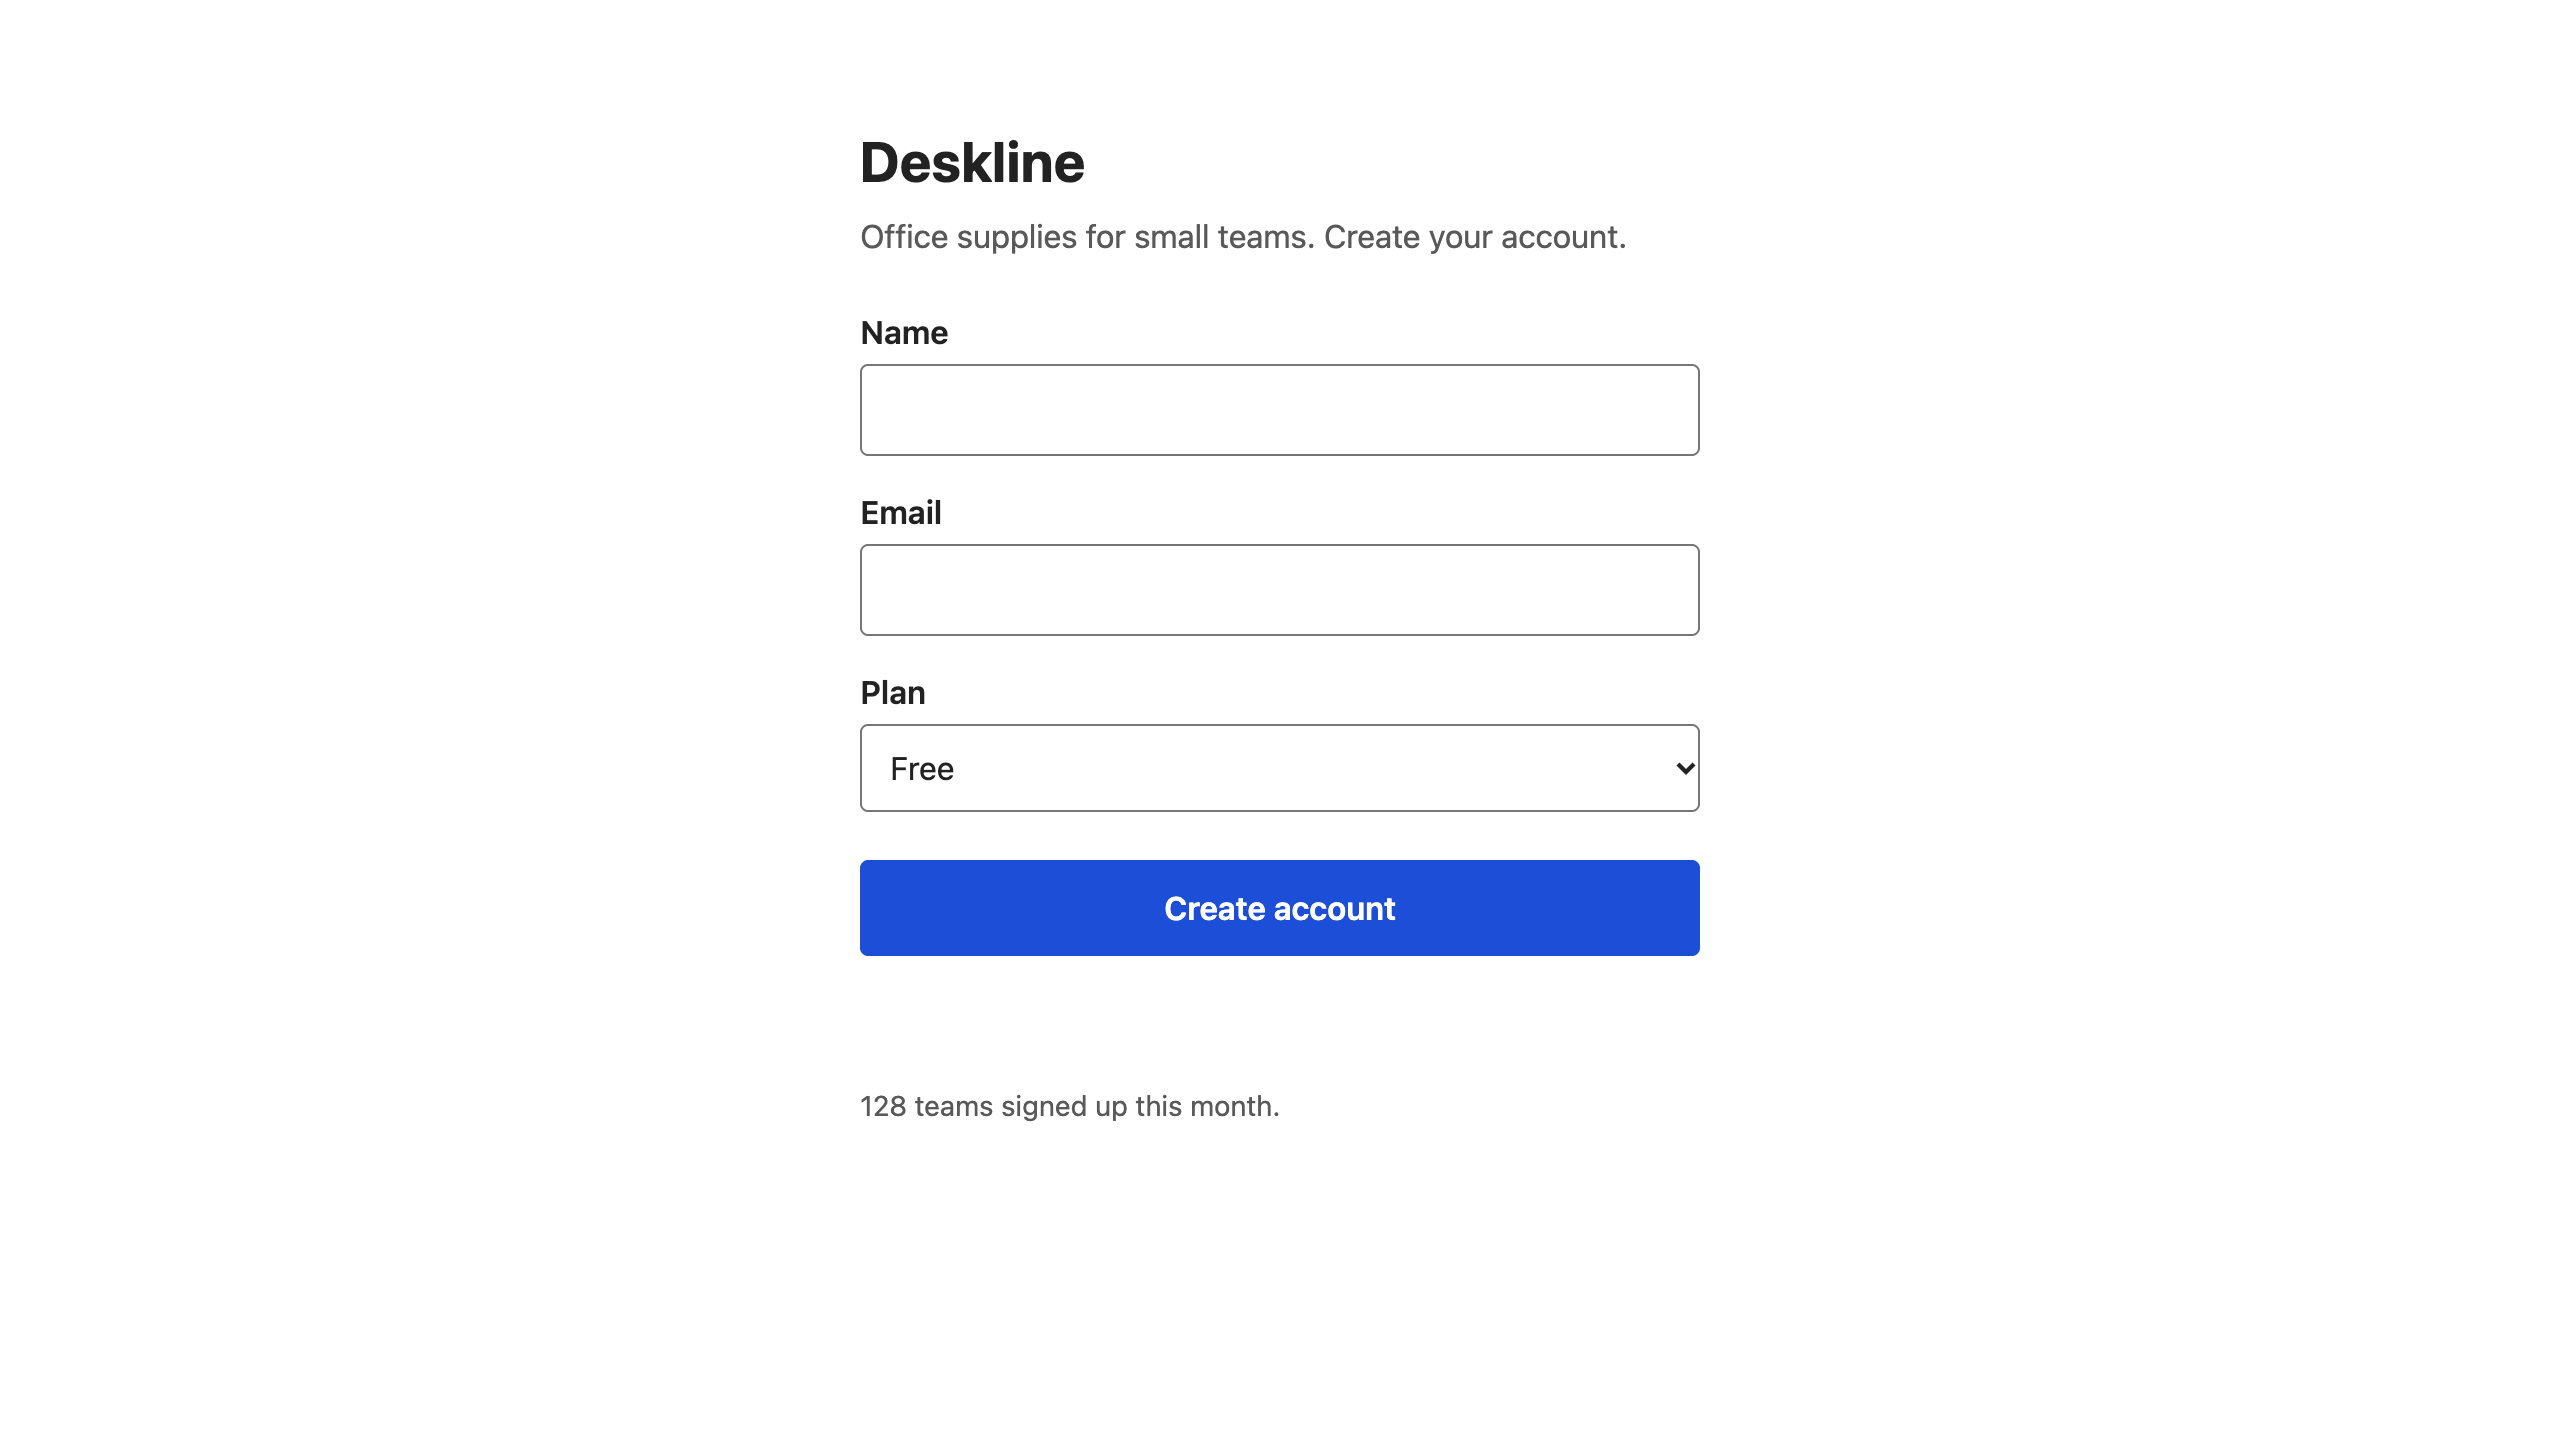 Deskline
Office supplies for small teams. Create your account.
Name
Email
Plan
Free
Create account
128 teams signed up this month.